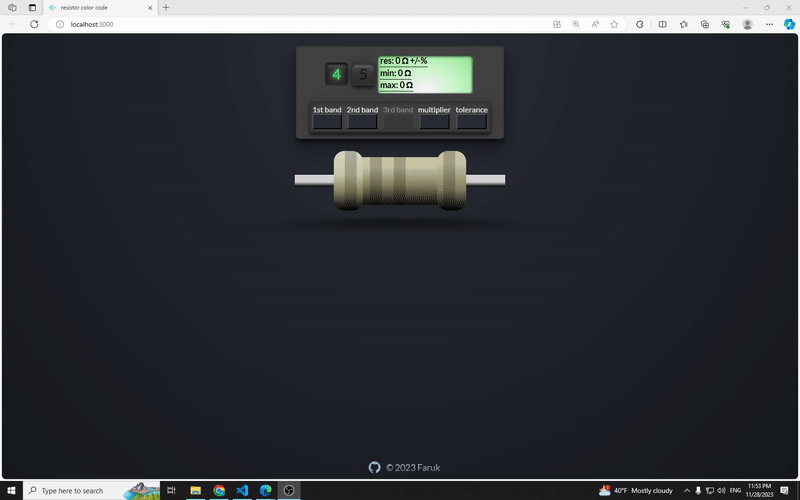 resistor color code
localhost:3000
4 5
res: 0 Ω +/-%
min: 0 Ω
max: 0 Ω
1st band 2nd band 3rd band multiplier tolerance
© 2023 Faruk
Type here to search
40°F Mostly cloudy
ENG
11:53 PM
11/28/2023